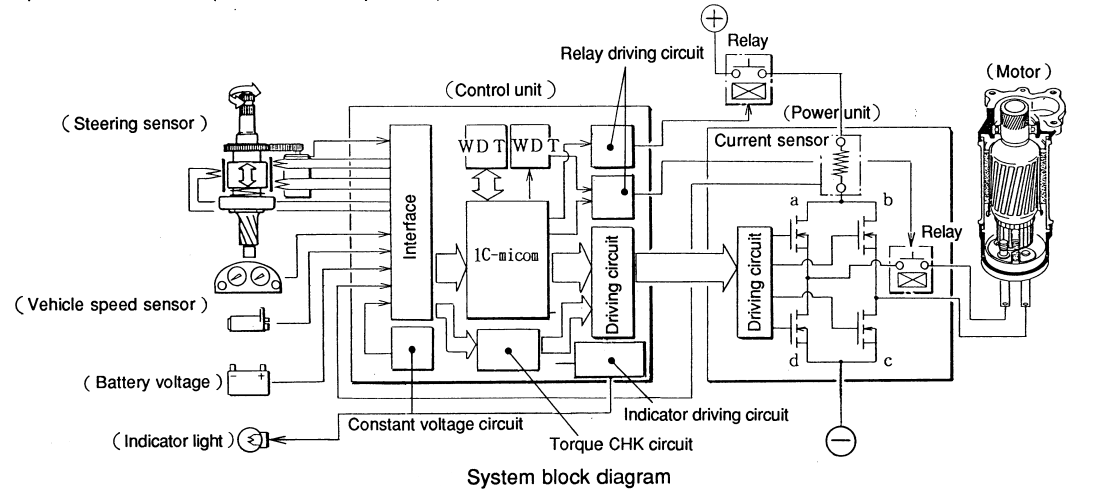 Relay driving circuit
Relay
(Motor)
(Control unit)
(Power unit)
(Steering sensor)
Current sensor
WDT WDT
a b
Interface
1C-micom
Relay
Driving circuit
Driving circuit
(Vehicle speed sensor)
d c
(Battery voltage)
- +
Indicator driving circuit
Constant voltage circuit
(Indicator light)
Torque CHK circuit
System block diagram